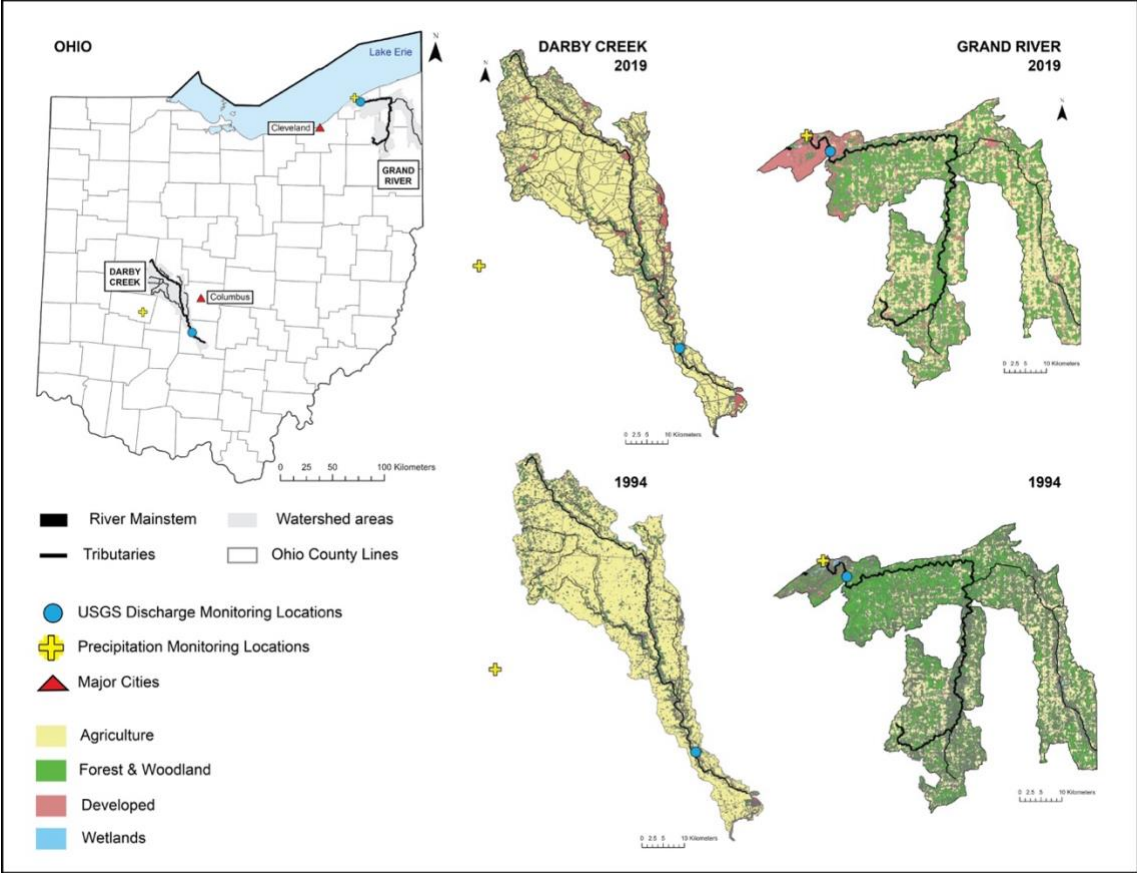 OHIO
Lake Erie
N
Cleveland
GRAND
RIVER
DARBY
CREEK
Columbus
0 25 50 100 Kilometers
DARBY CREEK
2019
N
0 2.5 5 10 Kilometers
GRAND RIVER
2019
N
0 2.5 5 10 Kilometers
1994
0 2.5 5 10 Kilometers
1994
0 2.5 5 10 Kilometers
River Mainstem
Watershed areas
Tributaries
Ohio County Lines
USGS Discharge Monitoring Locations
Precipitation Monitoring Locations
Major Cities
Agriculture
Forest & Woodland
Developed
Wetlands